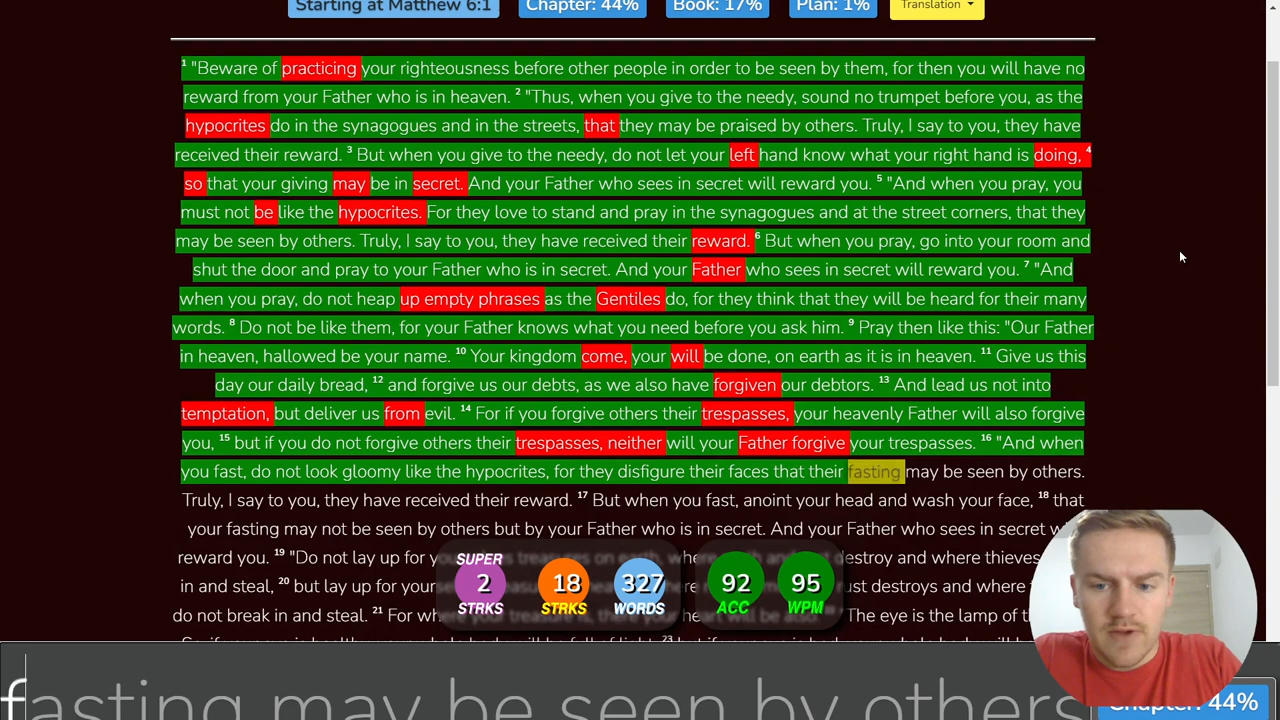 Starting at Matthew 6:1 Chapter: 44% Book: 17% Plan: 1% Translation
1 "Beware of practicing your righteousness before other people in order to be seen by them, for then you will have no
reward from your Father who is in heaven. 2 "Thus, when you give to the needy, sound no trumpet before you, as the
hypocrites do in the synagogues and in the streets, that they may be praised by others. Truly, I say to you, they have
received their reward. 3 But when you give to the needy, do not let your left hand know what your right hand is doing, 4
so that your giving may be in secret. And your Father who sees in secret will reward you. 5 "And when you pray, you
must not be like the hypocrites. For they love to stand and pray in the synagogues and at the street corners, that they
may be seen by others. Truly, I say to you, they have received their reward. 6 But when you pray, go into your room and
shut the door and pray to your Father who is in secret. And your Father who sees in secret will reward you. 7 "And
when you pray, do not heap up empty phrases as the Gentiles do, for they think that they will be heard for their many
words. 8 Do not be like them, for your Father knows what you need before you ask him. 9 Pray then like this: "Our Father
in heaven, hallowed be your name. 10 Your kingdom come, your will be done, on earth as it is in heaven. 11 Give us this
day our daily bread, 12 and forgive us our debts, as we also have forgiven our debtors. 13 And lead us not into
temptation, but deliver us from evil. 14 For if you forgive others their trespasses, your heavenly Father will also forgive
you, 15 but if you do not forgive others their trespasses, neither will your Father forgive your trespasses. 16 "And when
you fast, do not look gloomy like the hypocrites, for they disfigure their faces that their fasting may be seen by others.
Truly, I say to you, they have received their reward. 17 But when you fast, anoint your head and wash your face, 18 that
your fasting may not be seen by others but by your Father who is in secret. And your Father who sees in secret
reward you. 19 "Do not lay up for treasures on earth, where destroy and where thieves
in and steal, 20 but lay up for destroys and where
do not break in and steal. 21 For "The eye is the lamp of
SUPER 2 STRKS 18 STRKS 327 WORDS 92 ACC 95 WPM
fasting may be seen by others
Chapter: 44%